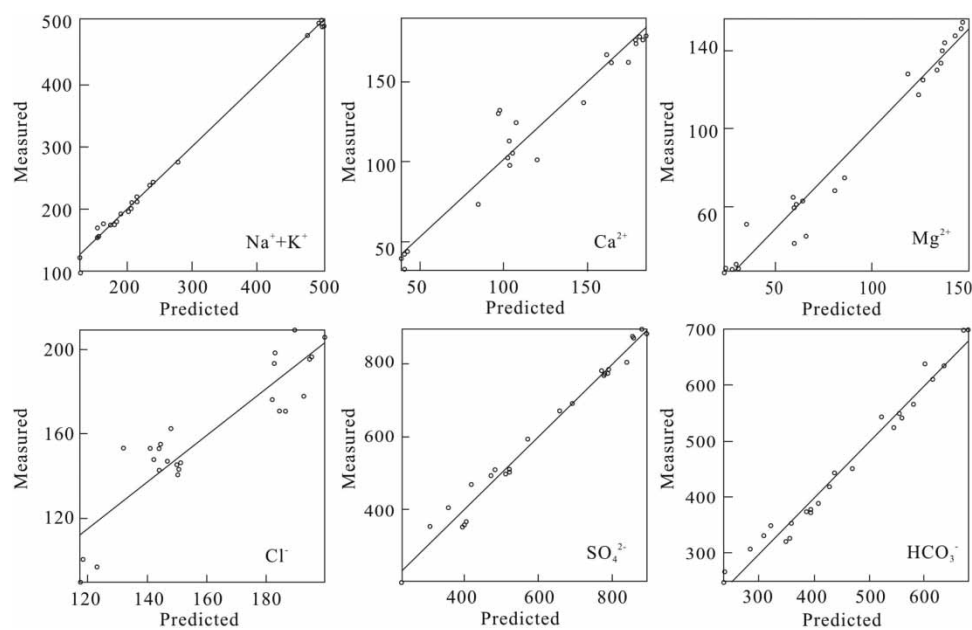 500
400
300
200
100
Measured
Na⁺+K⁺
200 300 400 500
Predicted
150
100
50
Measured
Ca²⁺
50 100 150
Predicted
140
100
60
Measured
Mg²⁺
50 100 150
Predicted
200
160
120
Measured
Cl⁻
120 140 160 180
Predicted
800
600
400
Measured
SO₄²⁻
400 600 800
Predicted
700
600
500
400
300
Measured
HCO₃⁻
300 400 500 600
Predicted